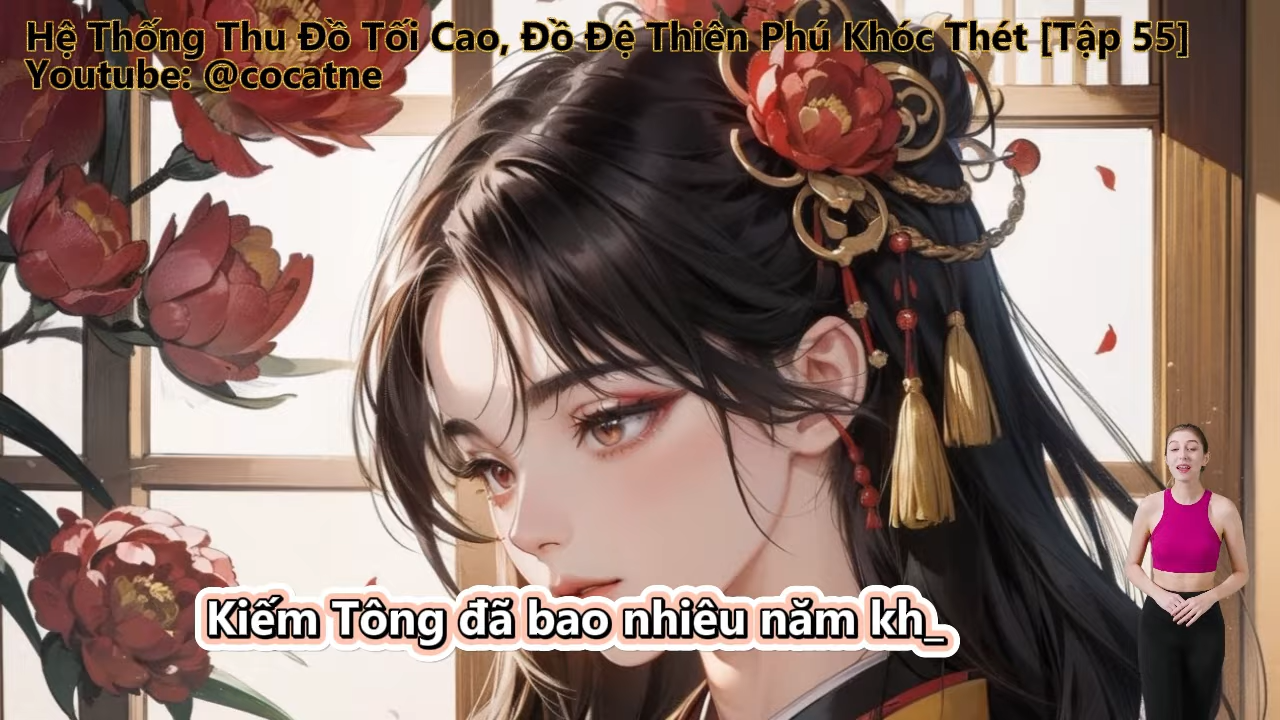 Hệ Thống Thu Đồ Tối Cao, Đồ Đệ Thiên Phú Khóc Thét [Tập 55]
Youtube: @cocatne
Kiếm Tông đã bao nhiêu năm kh_